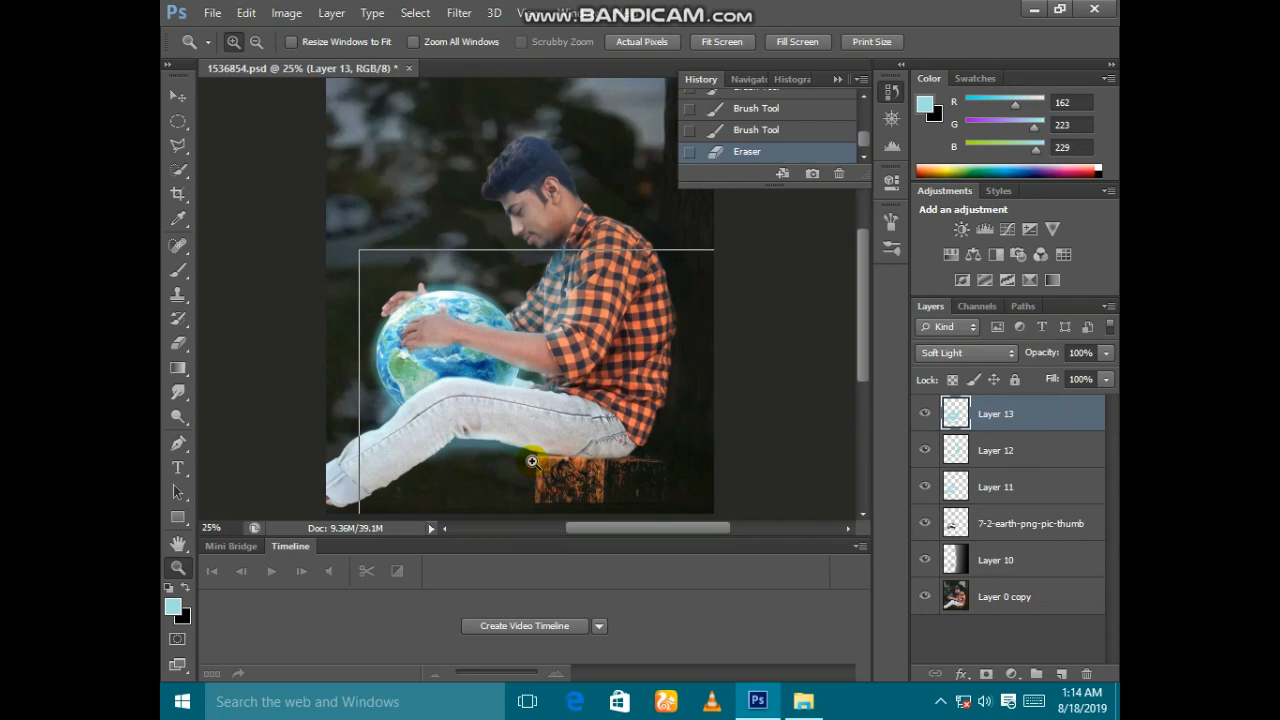 Ps File Edit Image Layer Type Select Filter 3D
www.BANDICAM.com
Resize Windows to Fit Zoom All Windows Scrubby Zoom Actual Pixels Fit Screen Fill Screen Print Size
1536854.psd @ 25% (Layer 13, RGB/8) *
History Navigat Histogra
Brush Tool
Brush Tool
Eraser
Color Swatches
R 162
G 223
B 229
Adjustments Styles
Add an adjustment
Layers Channels Paths
Kind
Soft Light Opacity: 100%
Lock: Fill: 100%
Layer 13
Layer 12
Layer 11
7-2-earth-png-pic-thumb
Layer 10
Layer 0 copy
25% Doc: 9.36M/39.1M
Mini Bridge Timeline
Create Video Timeline
Search the web and Windows
Ps
1:14 AM
8/18/2019